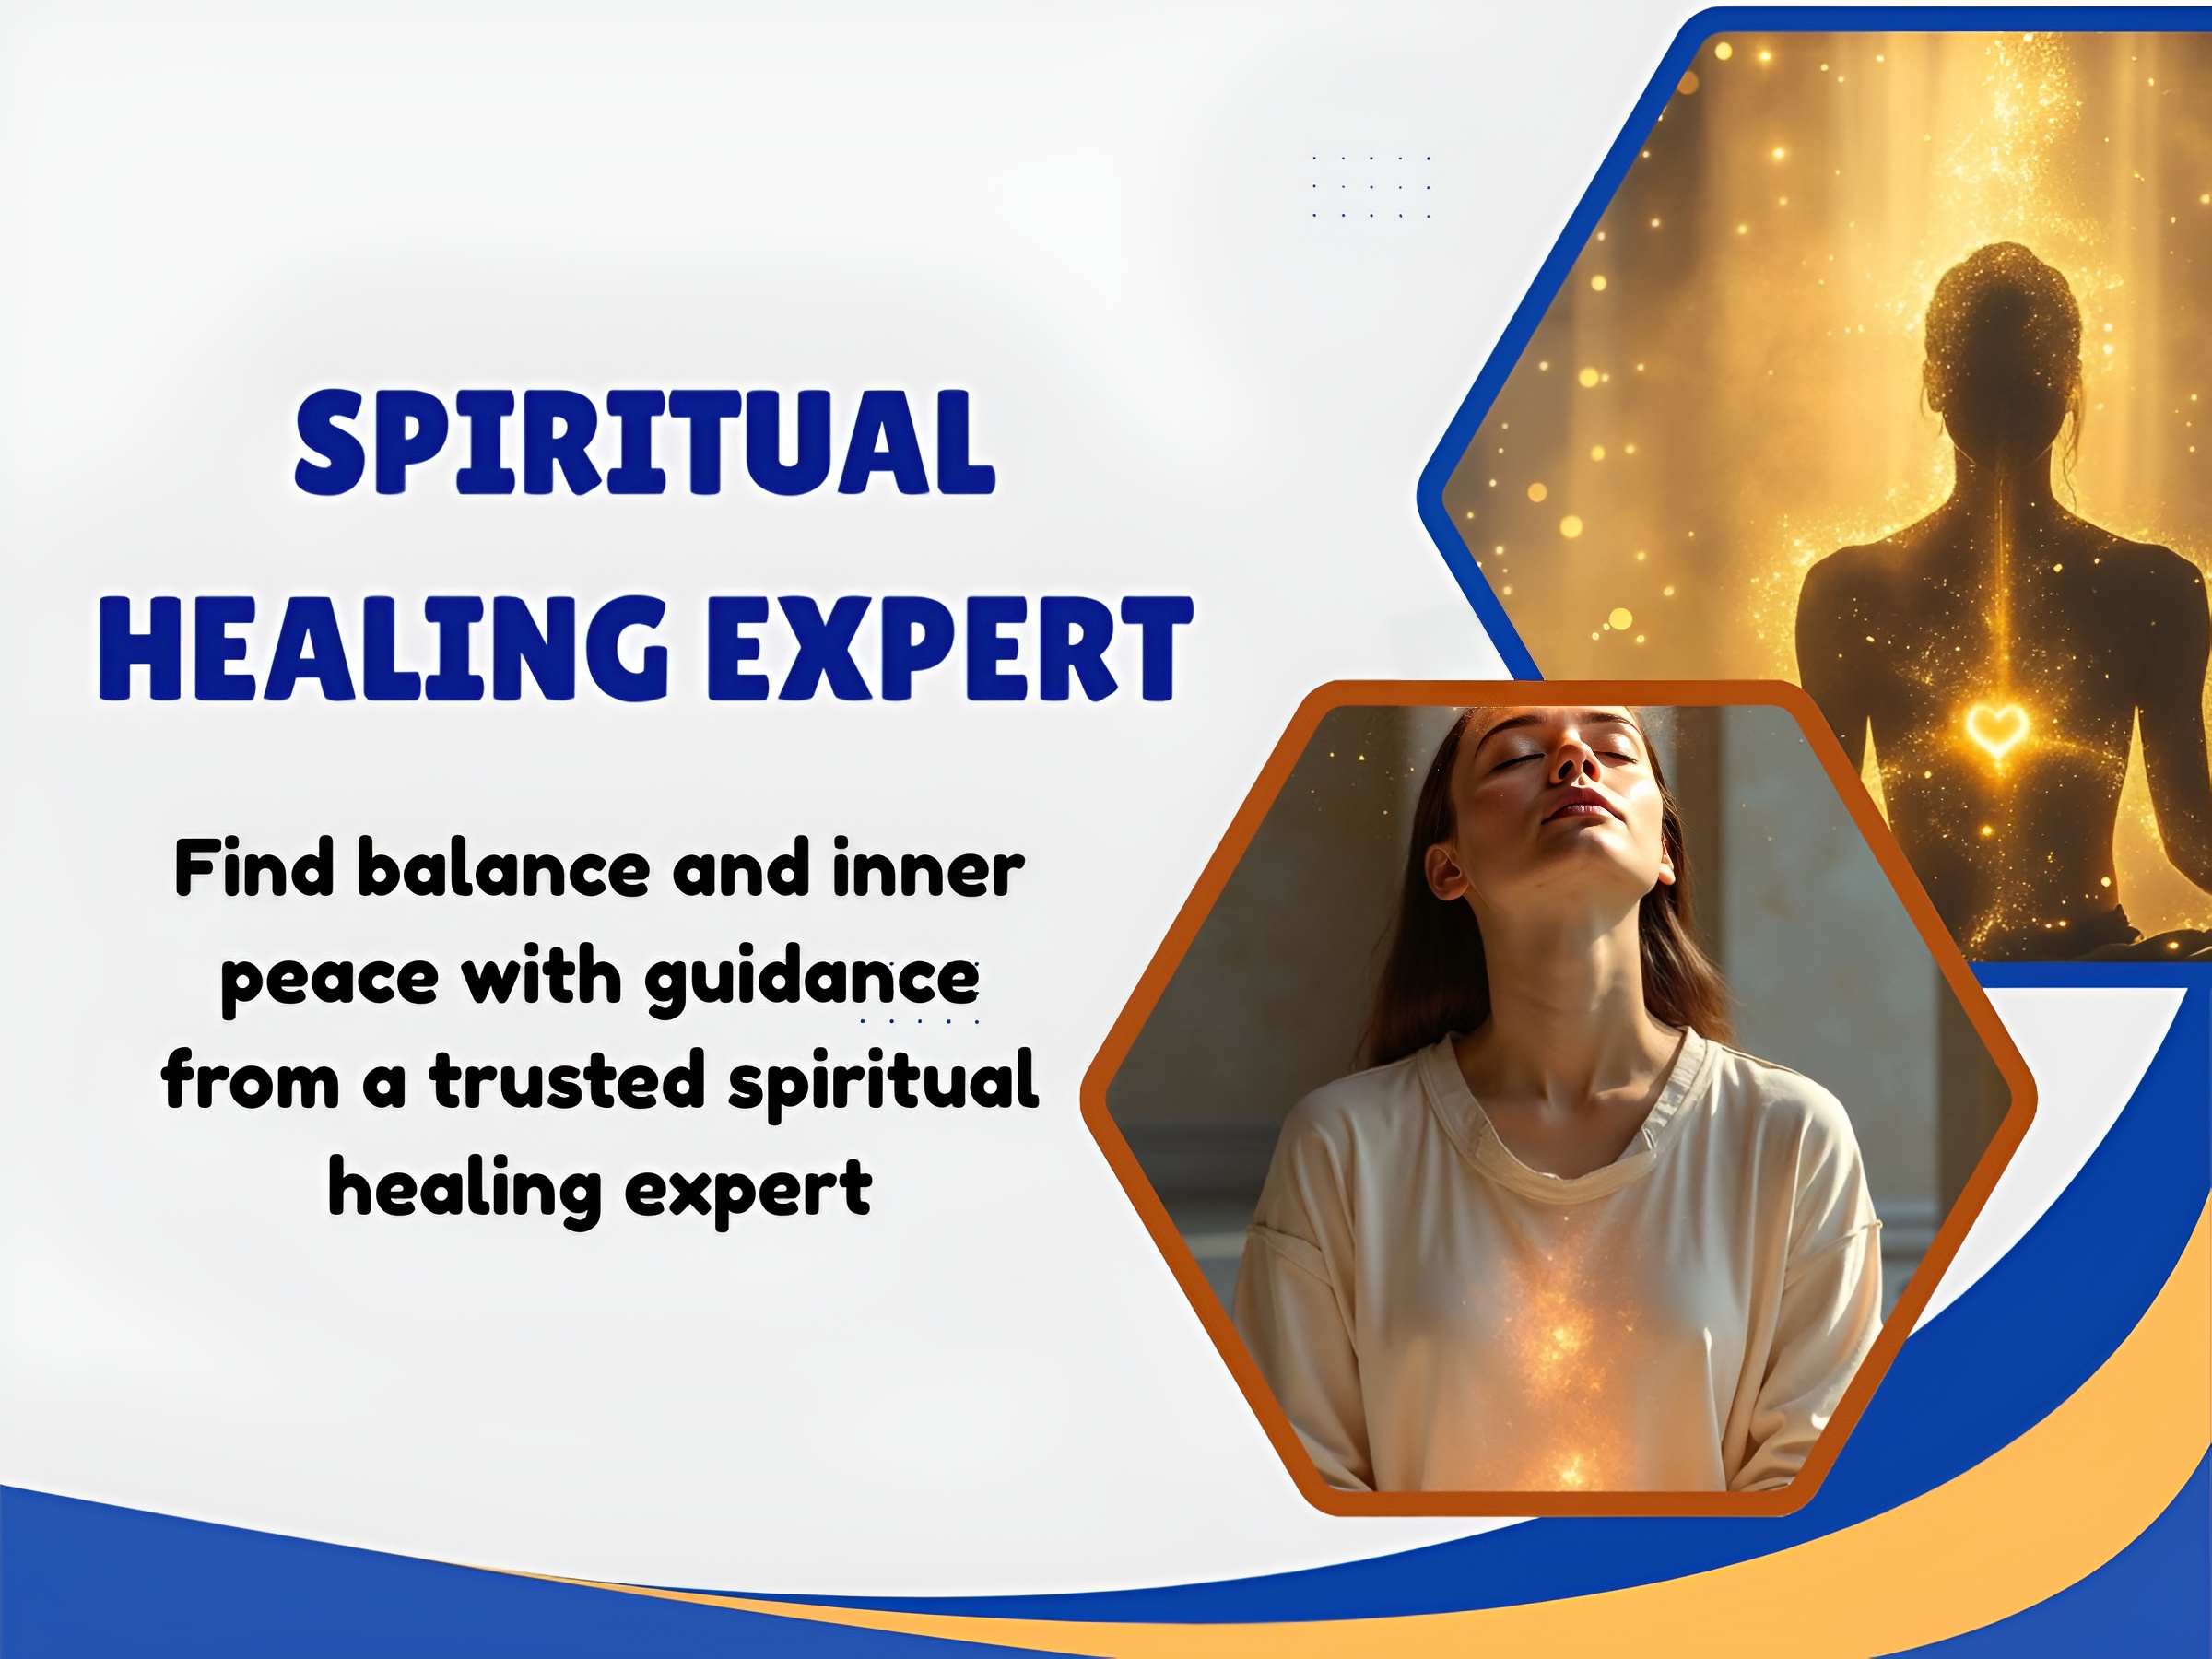 SPIRITUAL
HEALING EXPERT
Find balance and inner
peace with guidance
from a trusted spiritual
healing expert